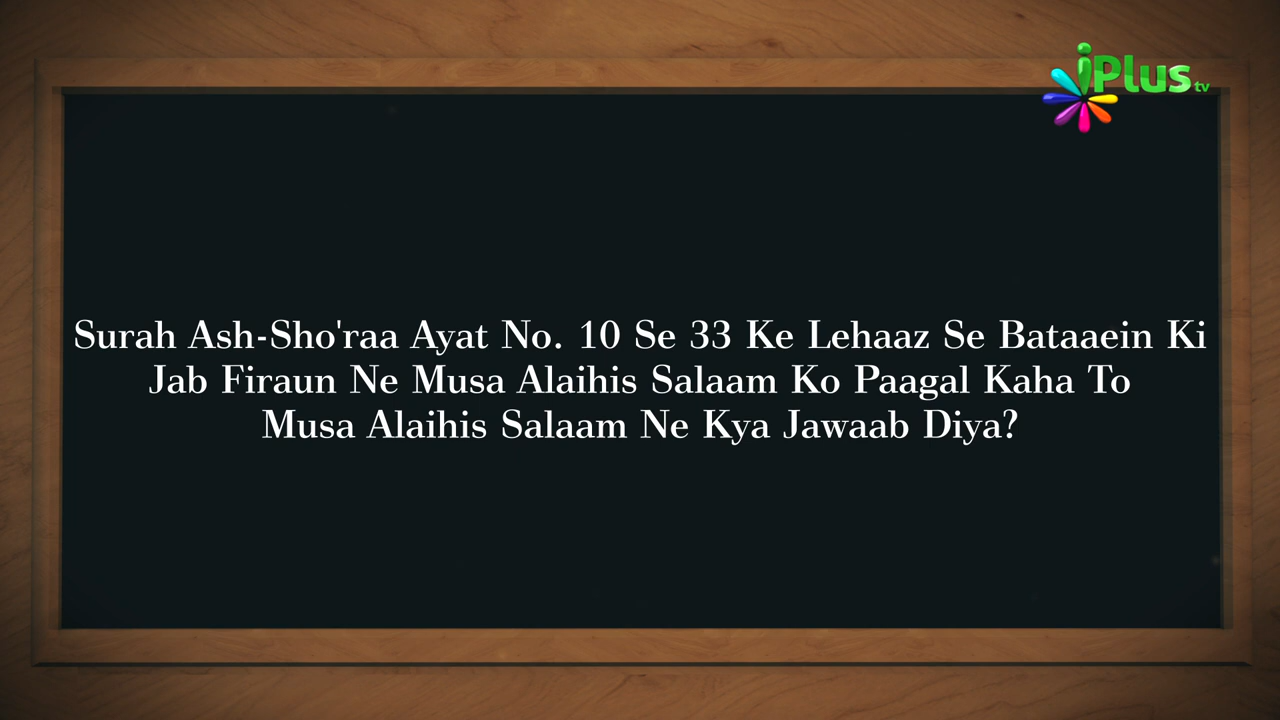 iPlus tv
Surah Ash-Sho'raa Ayat No. 10 Se 33 Ke Lehaaz Se Bataaein Ki
Jab Firaun Ne Musa Alaihis Salaam Ko Paagal Kaha To
Musa Alaihis Salaam Ne Kya Jawaab Diya?